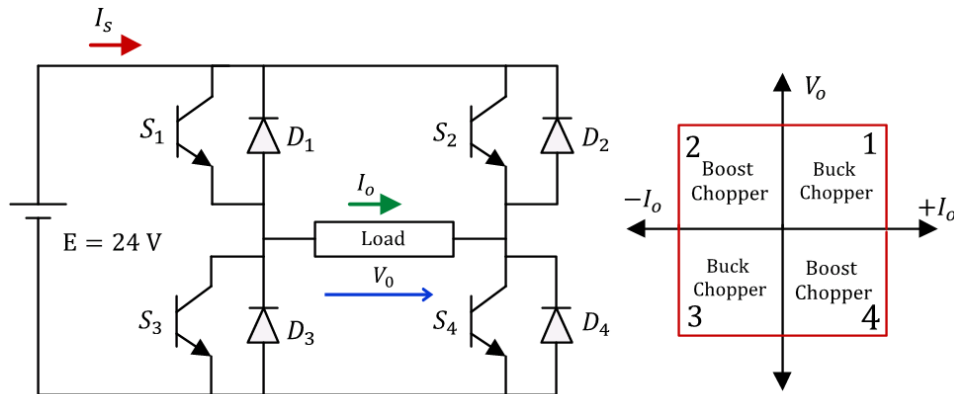 I_s
S_1
D_1
S_2
D_2
I_o
Load
E = 24 V
V_0
S_3
D_3
S_4
D_4
V_o
2
1
Boost
Chopper
Buck
Chopper
−I_o
+I_o
Buck
Chopper
Boost
Chopper
3
4